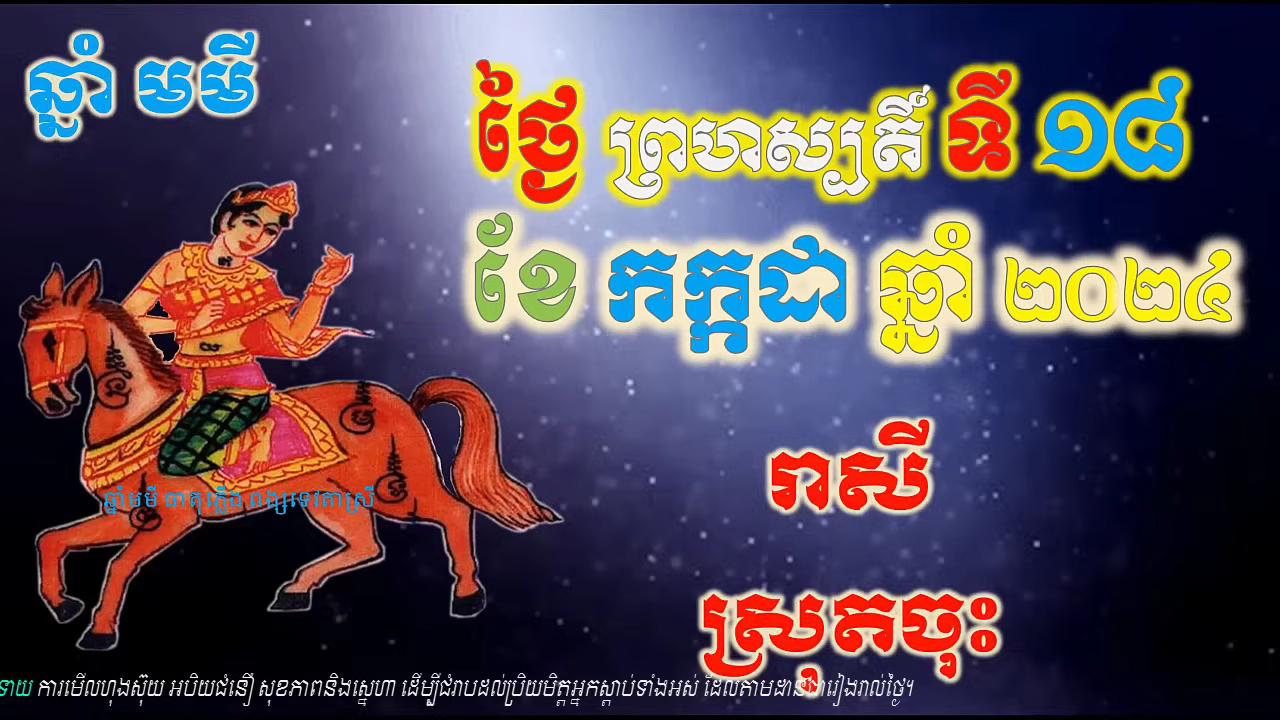 ឆ្នាំ មមី
ថ្ងៃ ព្រហស្បតិ៍ ទី ១៨
ខែ កក្កដា ឆ្នាំ ២០២៤
រាសី
ស្រុតចុះ
ឆ្នាំមមី ធាតុភ្លើង ពង្សទេវតាស្រី
ទាយ ការមើលហុងស៊ុយ អបិយជំនឿ សុខភាពនិងស្នេហា ដើម្បីជំរាបដល់ប្រិយមិត្តអ្នកស្តាប់ទាំងអស់ ដែលតាមដានជារៀងរាល់ថ្ងៃ។